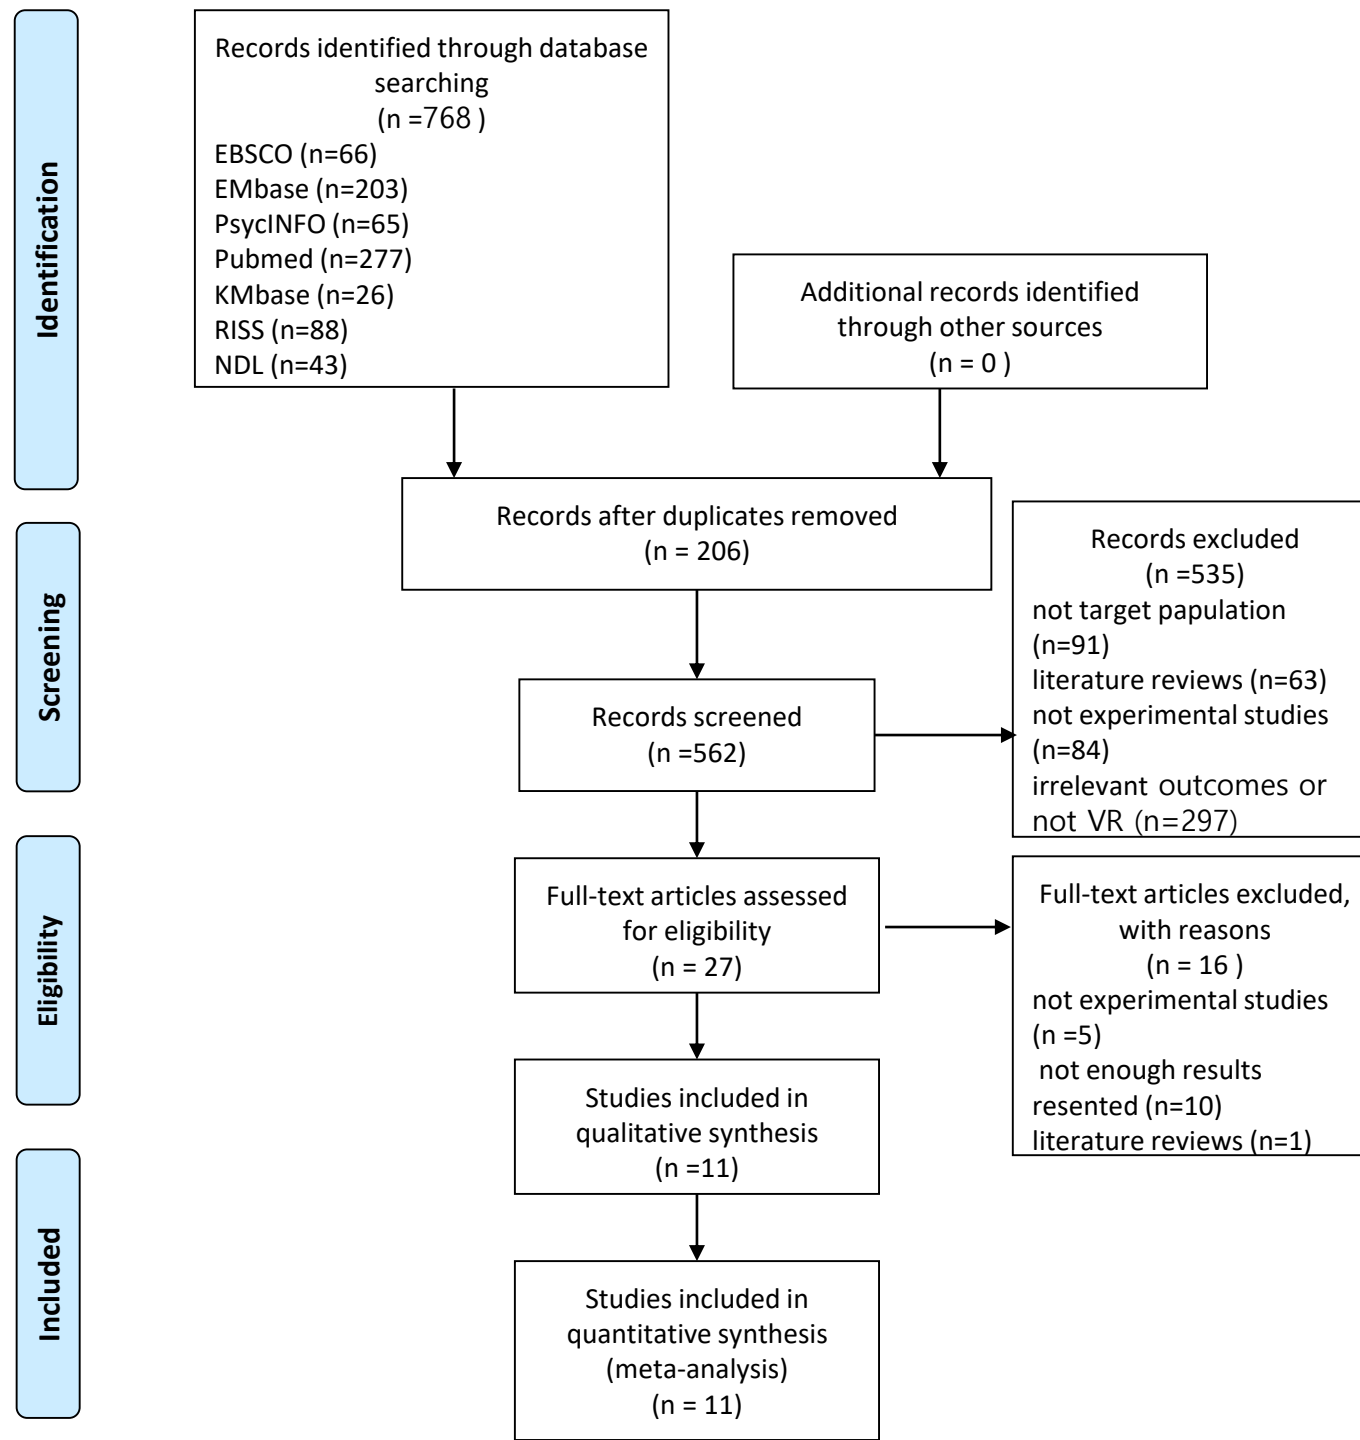 Identification
Records identified through database
searching
(n =768 )
EBSCO (n=66)
EMbase (n=203)
PsycINFO (n=65)
Pubmed (n=277)
KMbase (n=26)
RISS (n=88)
NDL (n=43)
Additional records identified
through other sources
(n = 0 )
Records after duplicates removed
(n = 206)
Screening
Records screened
(n =562)
Records excluded
(n =535)
not target papulation
(n=91)
literature reviews (n=63)
not experimental studies
(n=84)
irrelevant outcomes or
not VR (n=297)
Eligibility
Full-text articles assessed
for eligibility
(n = 27)
Full-text articles excluded,
with reasons
(n = 16 )
not experimental studies
(n =5)
not enough results
resented (n=10)
literature reviews (n=1)
Studies included in
qualitative synthesis
(n =11)
Included
Studies included in
quantitative synthesis
(meta-analysis)
(n = 11)